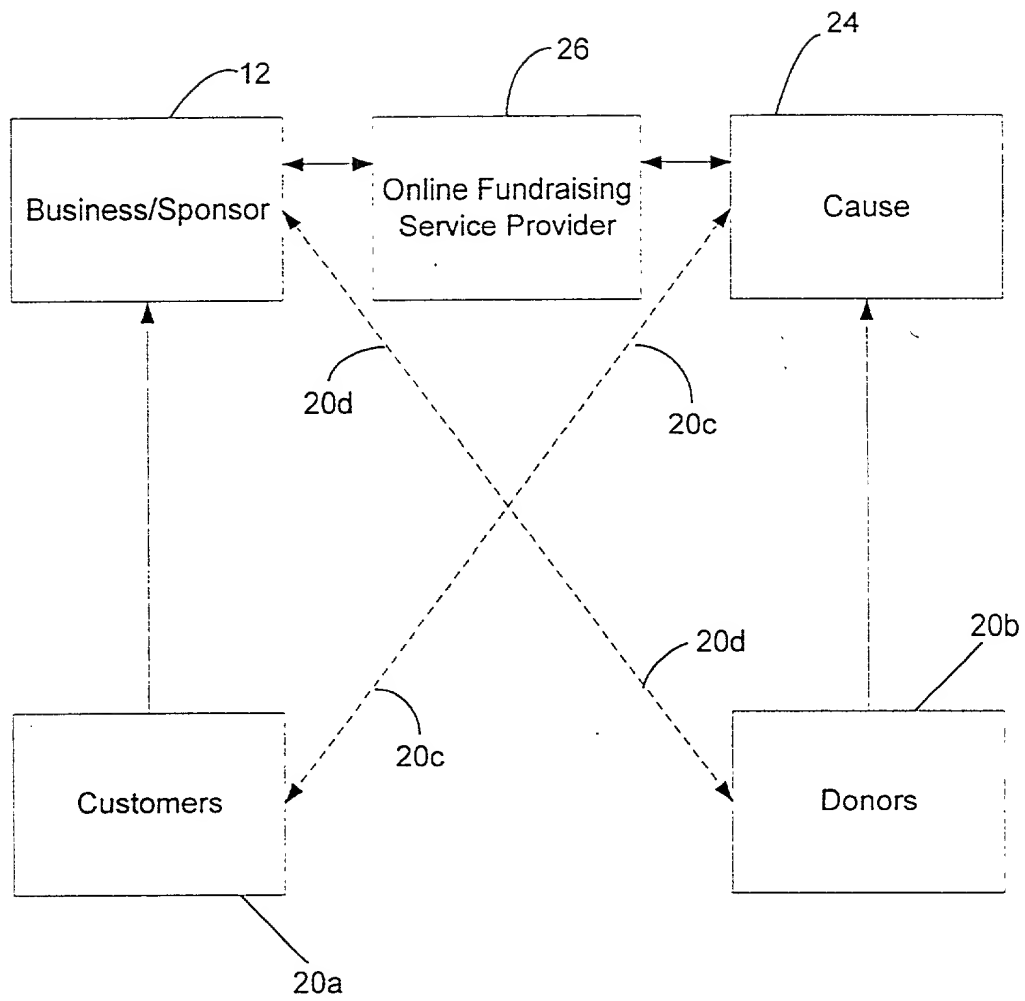 12
26
24
Business/Sponsor
Online Fundraising
Service Provider
Cause
20d
20c
20b
20d
20c
Customers
Donors
20a